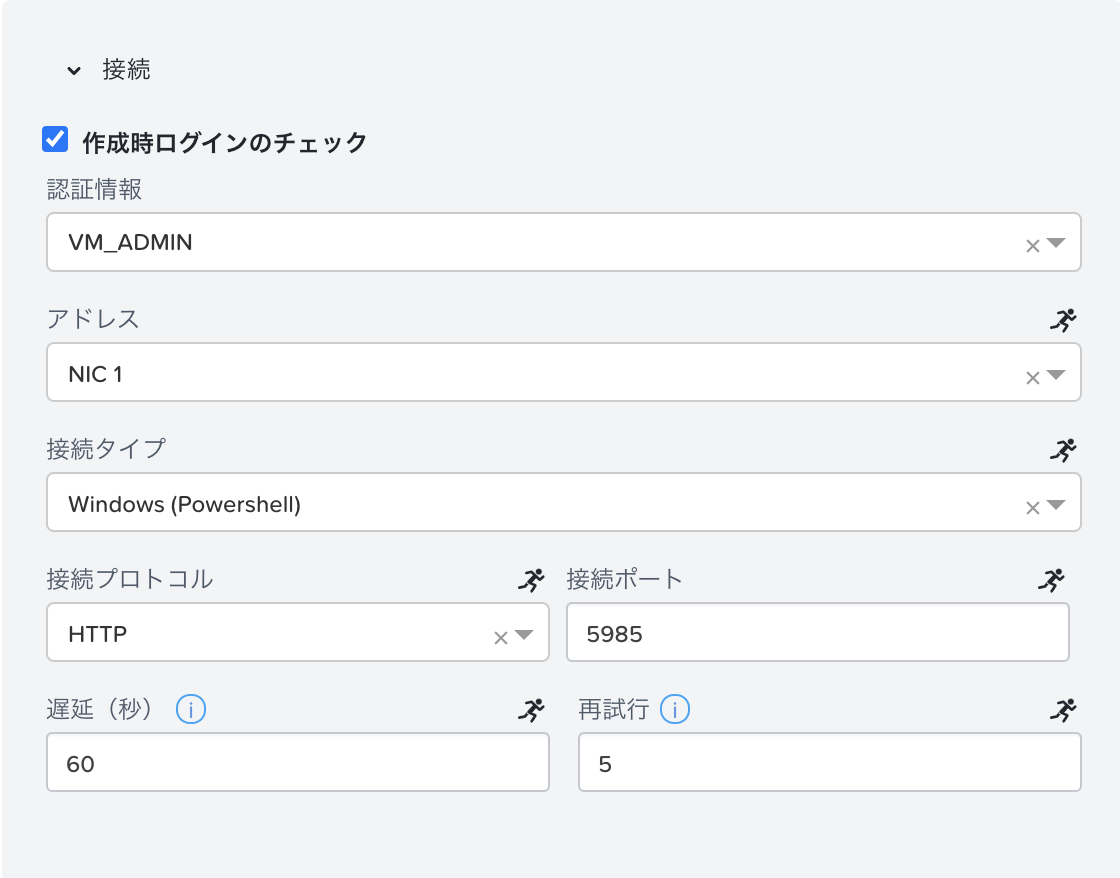 接続
作成時ログインのチェック
認証情報
VM_ADMIN
アドレス
NIC 1
接続タイプ
Windows (Powershell)
接続プロトコル
接続ポート
HTTP
5985
遅延（秒）
再試行
60
5